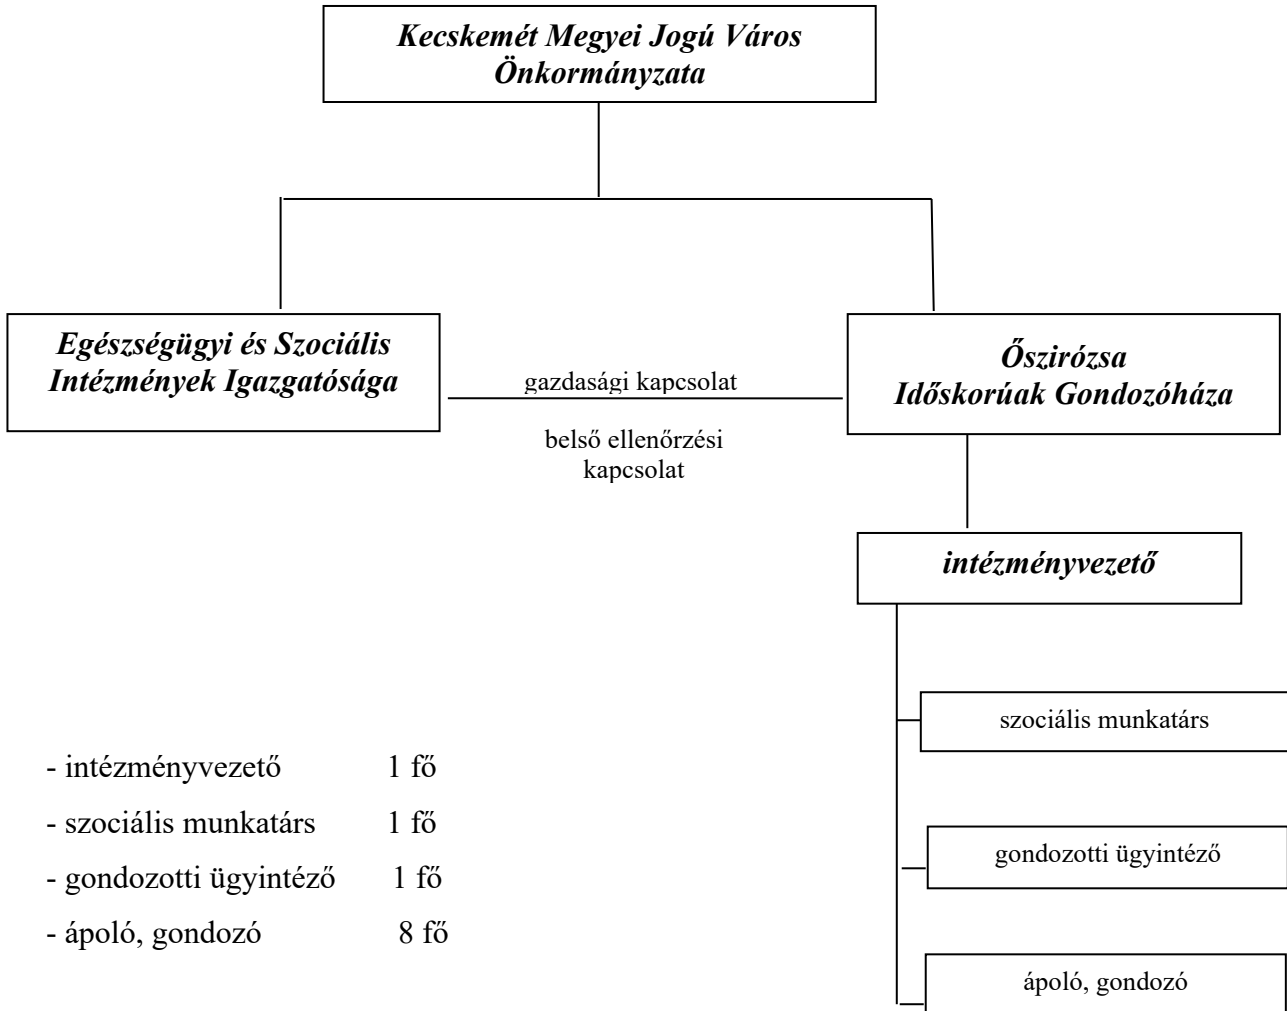 Kecskemét Megyei Jogú Város
Önkormányzata
Egészségügyi és Szociális
Intézmények Igazgatósága
gazdasági kapcsolat
belső ellenőrzési
kapcsolat
Őszirózsa
Időskorúak Gondozóháza
intézményvezető
szociális munkatárs
gondozotti ügyintéző
ápoló, gondozó
- intézményvezető 1 fő
- szociális munkatárs 1 fő
- gondozotti ügyintéző 1 fő
- ápoló, gondozó 8 fő